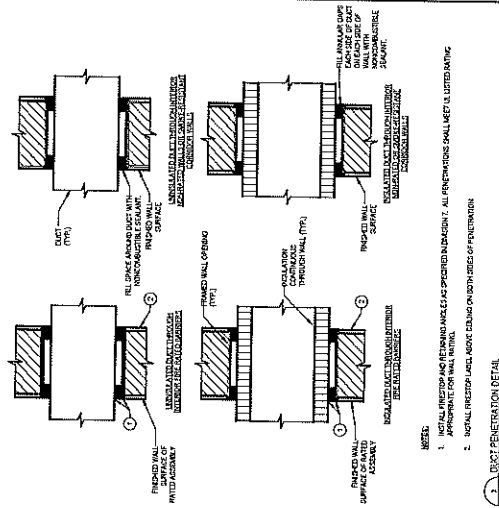 FINISHED WALL
SURFACE OF
RATED ASSEMBLY
1
2
UNINSULATED DUCT THROUGH
INTERIOR FIRE RATED BARRIERS
DUCT
(TYP.)
FILL SPACE AROUND DUCT WITH
NONCOMBUSTIBLE SEALANT.
FINISHED WALL
SURFACE
UNINSULATED DUCT THROUGH INTERIOR
NON-RATED WALLS OR SMOKE-RESISTANT
CORRIDOR WALLS
FRAMED WALL OPENING
INSULATION
CONTINUOUS
THROUGH WALL (TYP.)
1
2
FINISHED WALL
SURFACE OF RATED
ASSEMBLY
INSULATED DUCT THROUGH INTERIOR
FIRE RATED BARRIERS
FILL ANNULAR GAPS
EACH SIDE OF DUCT
ON EACH SIDE OF
WALL WITH
NONCOMBUSTIBLE
SEALANT.
FINISHED WALL
SURFACE
INSULATED DUCT THROUGH INTERIOR
NON-RATED OR SMOKE-RESISTANT
CORRIDOR WALLS
NOTES:
1. INSTALL FIRESTOP AND RETAINING ANGLES AS SPECIFIED IN DIVISION 7. ALL PENETRATIONS SHALL MEET UL LISTED RATING
APPROPRIATE FOR WALL RATING.
2. INSTALL FIRESTOP LABEL ABOVE CEILING ON BOTH SIDES OF PENETRATION
DUCT PENETRATION DETAIL